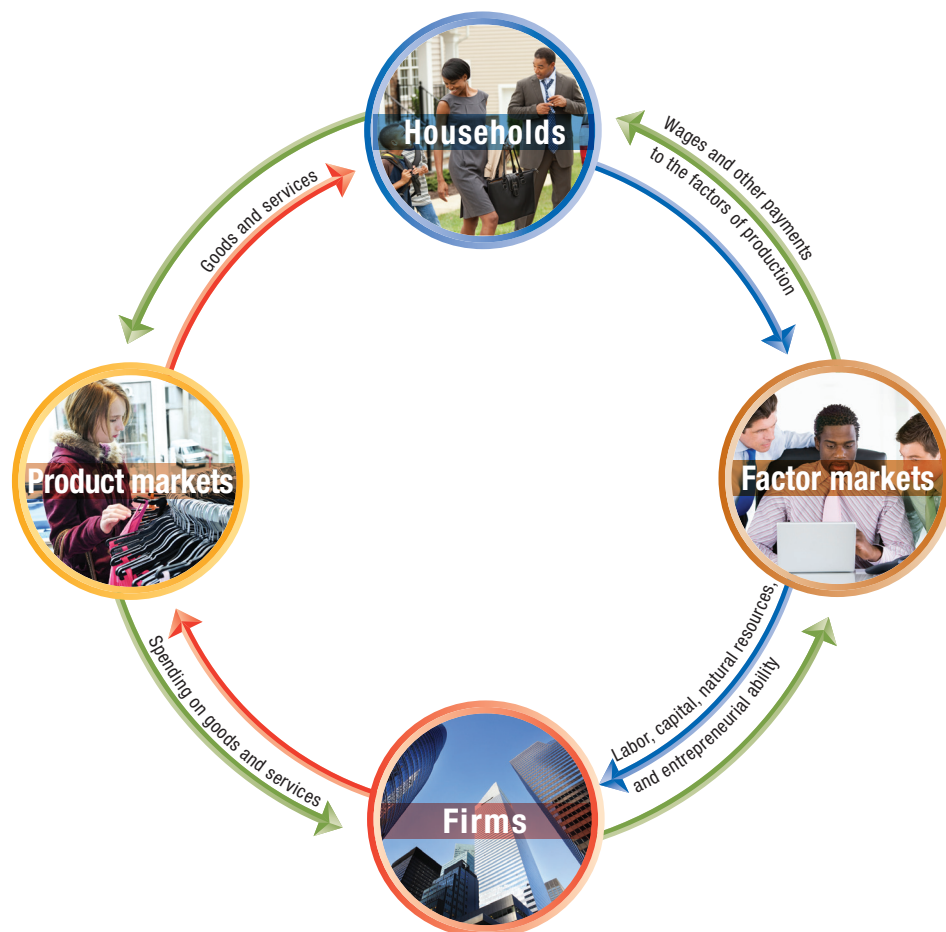 Households
Goods and services
Wages and other payments
to the factors of production
Product markets
Factor markets
Spending on goods and services
Labor, capital, natural resources,
and entrepreneurial ability
Firms